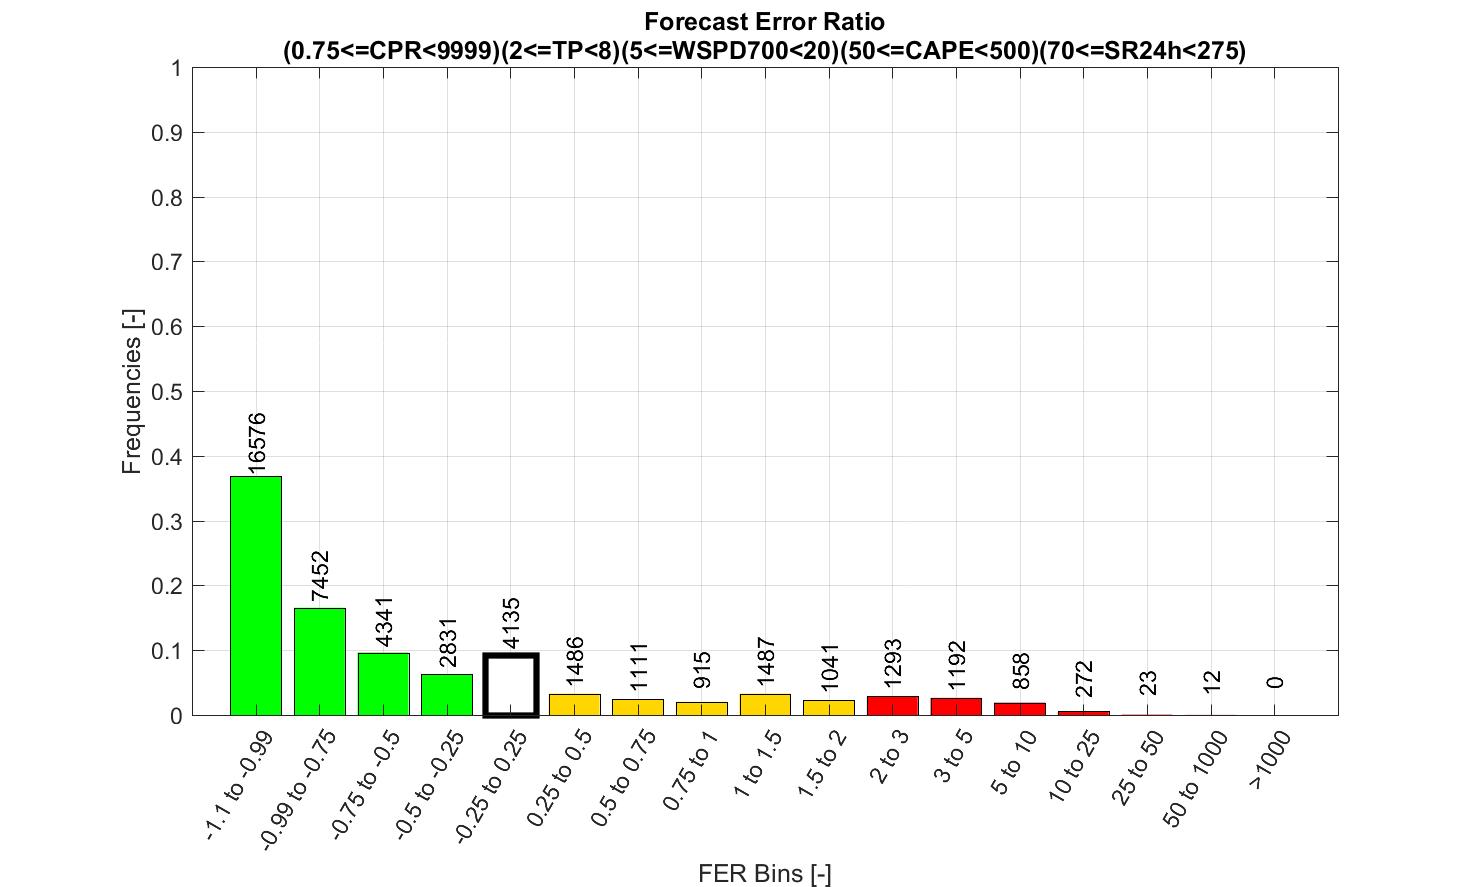 Forecast Error Ratio
(0.75<=CPR<9999)(2<=TP<8)(5<=WSPD700<20)(50<=CAPE<500)(70<=SR24h<275)
1
0.9
0.8
0.7
0.6
0.5
0.4
0.3
0.2
0.1
0
Frequencies [-]
16576
7452
4341
2831
4135
1486
1111
915
1487
1041
1293
1192
858
272
23
12
0
-1.1 to -0.99
-0.99 to -0.75
-0.75 to -0.5
-0.5 to -0.25
-0.25 to 0.25
0.25 to 0.5
0.5 to 0.75
0.75 to 1
1 to 1.5
1.5 to 2
2 to 3
3 to 5
5 to 10
10 to 25
25 to 50
50 to 1000
>1000
FER Bins [-]